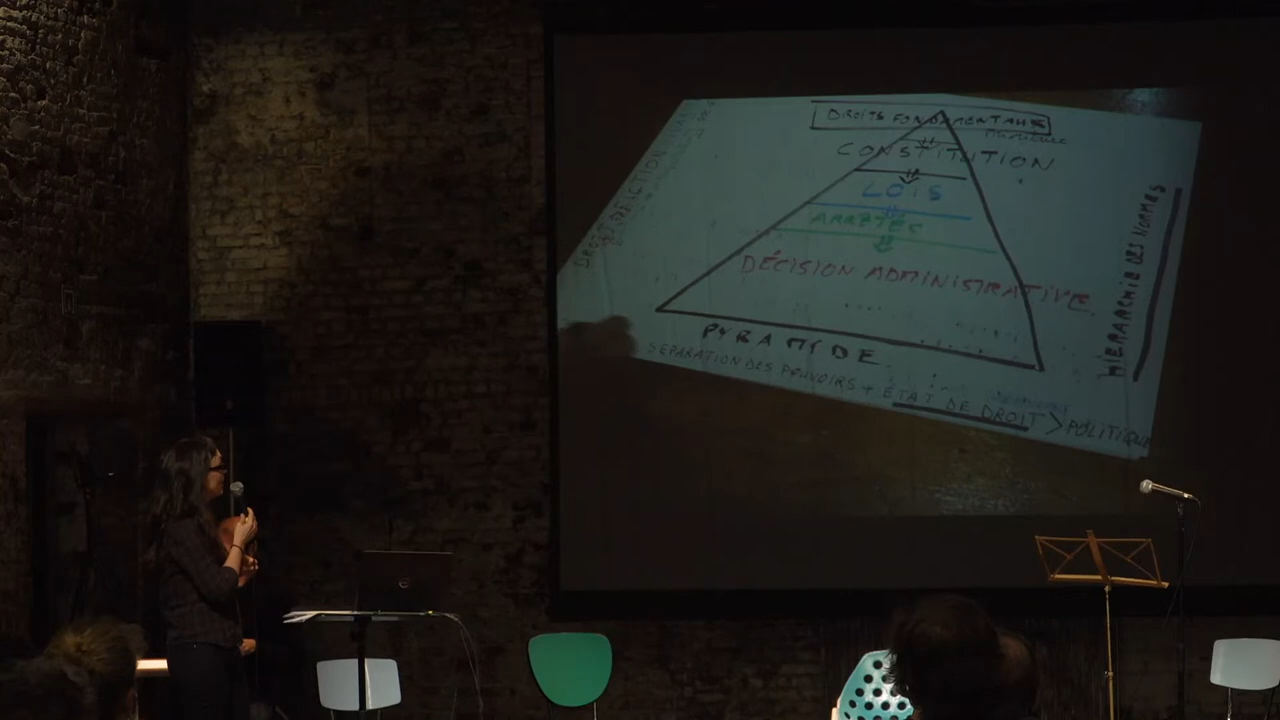 DROITS FONDAMENTAUX
CONSTITUTION
LOIS
ARRÊTÉS
DÉCISION ADMINISTRATIVE
PYRAMIDE
SÉPARATION DES POUVOIRS + ÉTAT DE DROIT > POLITIQUE
HIÉRARCHIE DES NORMES